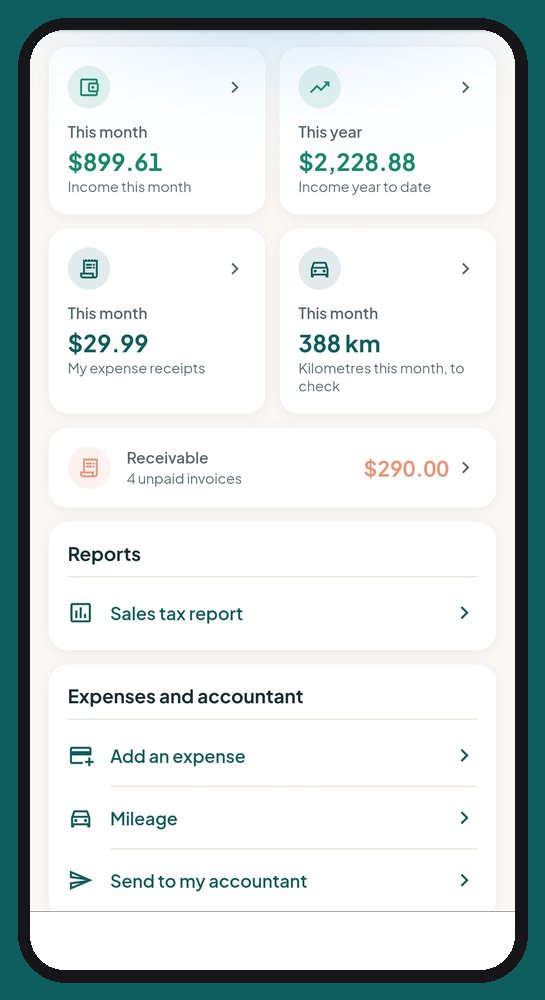 This month
$899.61
Income this month
This year
$2,228.88
Income year to date
This month
$29.99
My expense receipts
This month
388 km
Kilometres this month, to
check
Receivable
4 unpaid invoices
$290.00
Reports
Sales tax report
Expenses and accountant
Add an expense
Mileage
Send to my accountant